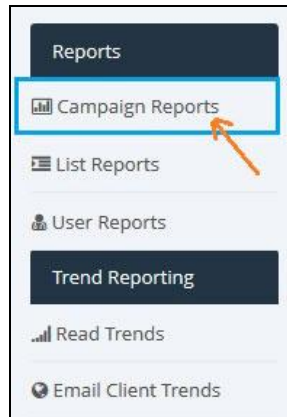 Reports
Campaign Reports
List Reports
User Reports
Trend Reporting
Read Trends
Email Client Trends